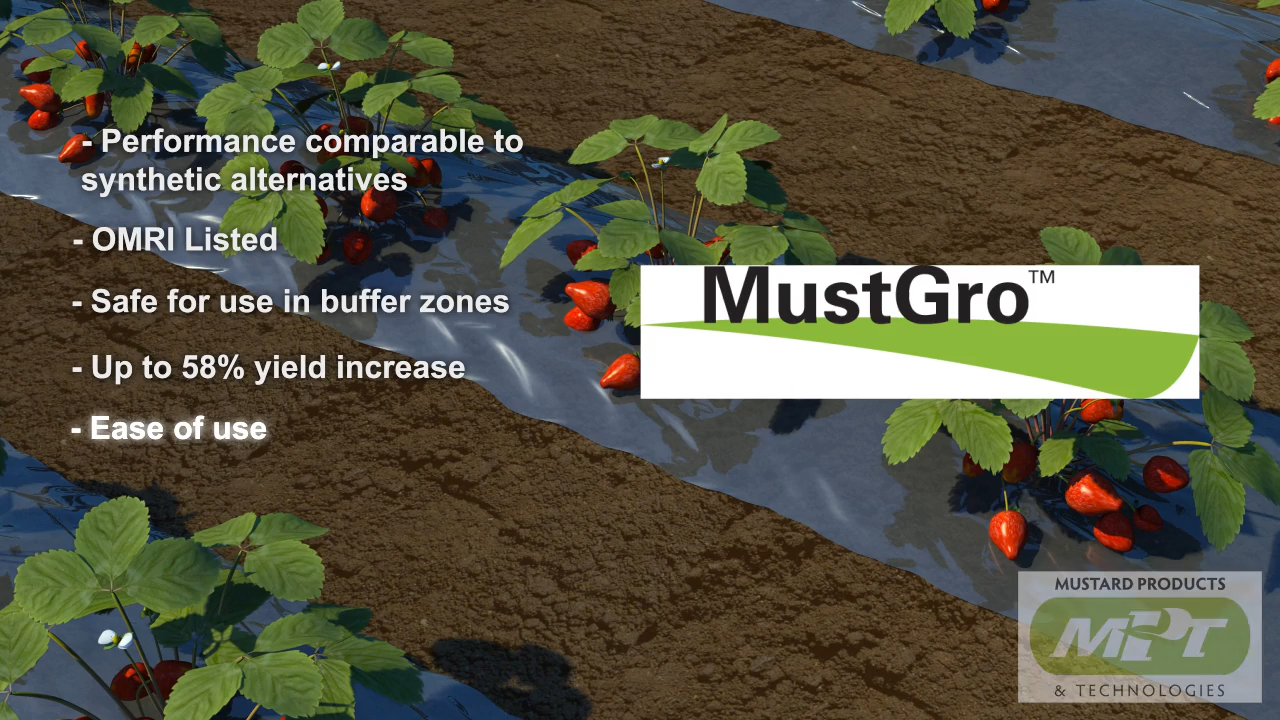 - Performance comparable to
synthetic alternatives
- OMRI Listed
- Safe for use in buffer zones
- Up to 58% yield increase
- Ease of use
MustGro™
MUSTARD PRODUCTS
MPT
& TECHNOLOGIES